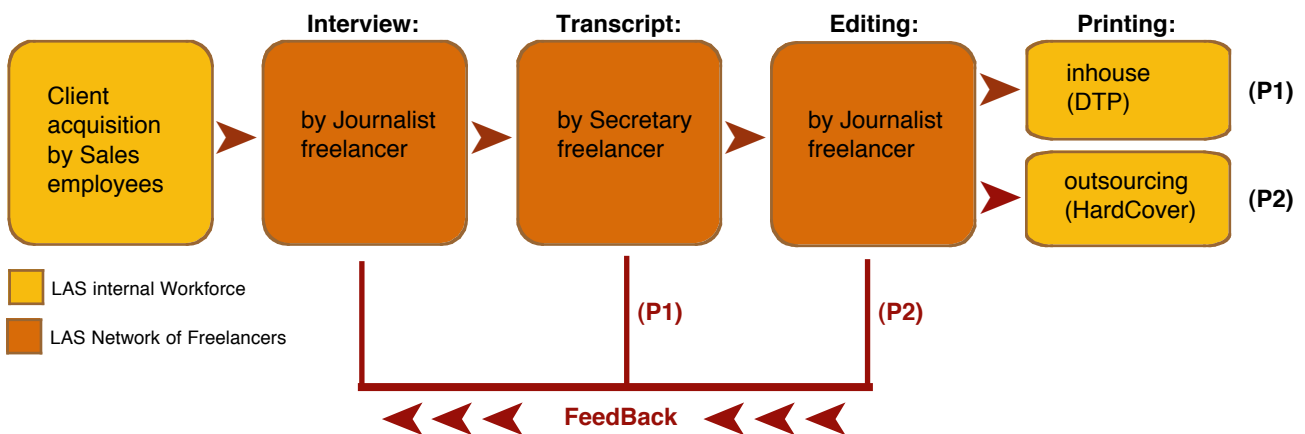 Interview:
Transcript:
Editing:
Printing:
Client
acquisition
by Sales
employees
by Journalist
freelancer
by Secretary
freelancer
by Journalist
freelancer
inhouse
(DTP)
(P1)
outsourcing
(HardCover)
(P2)
LAS internal Workforce
LAS Network of Freelancers
(P1)
(P2)
FeedBack